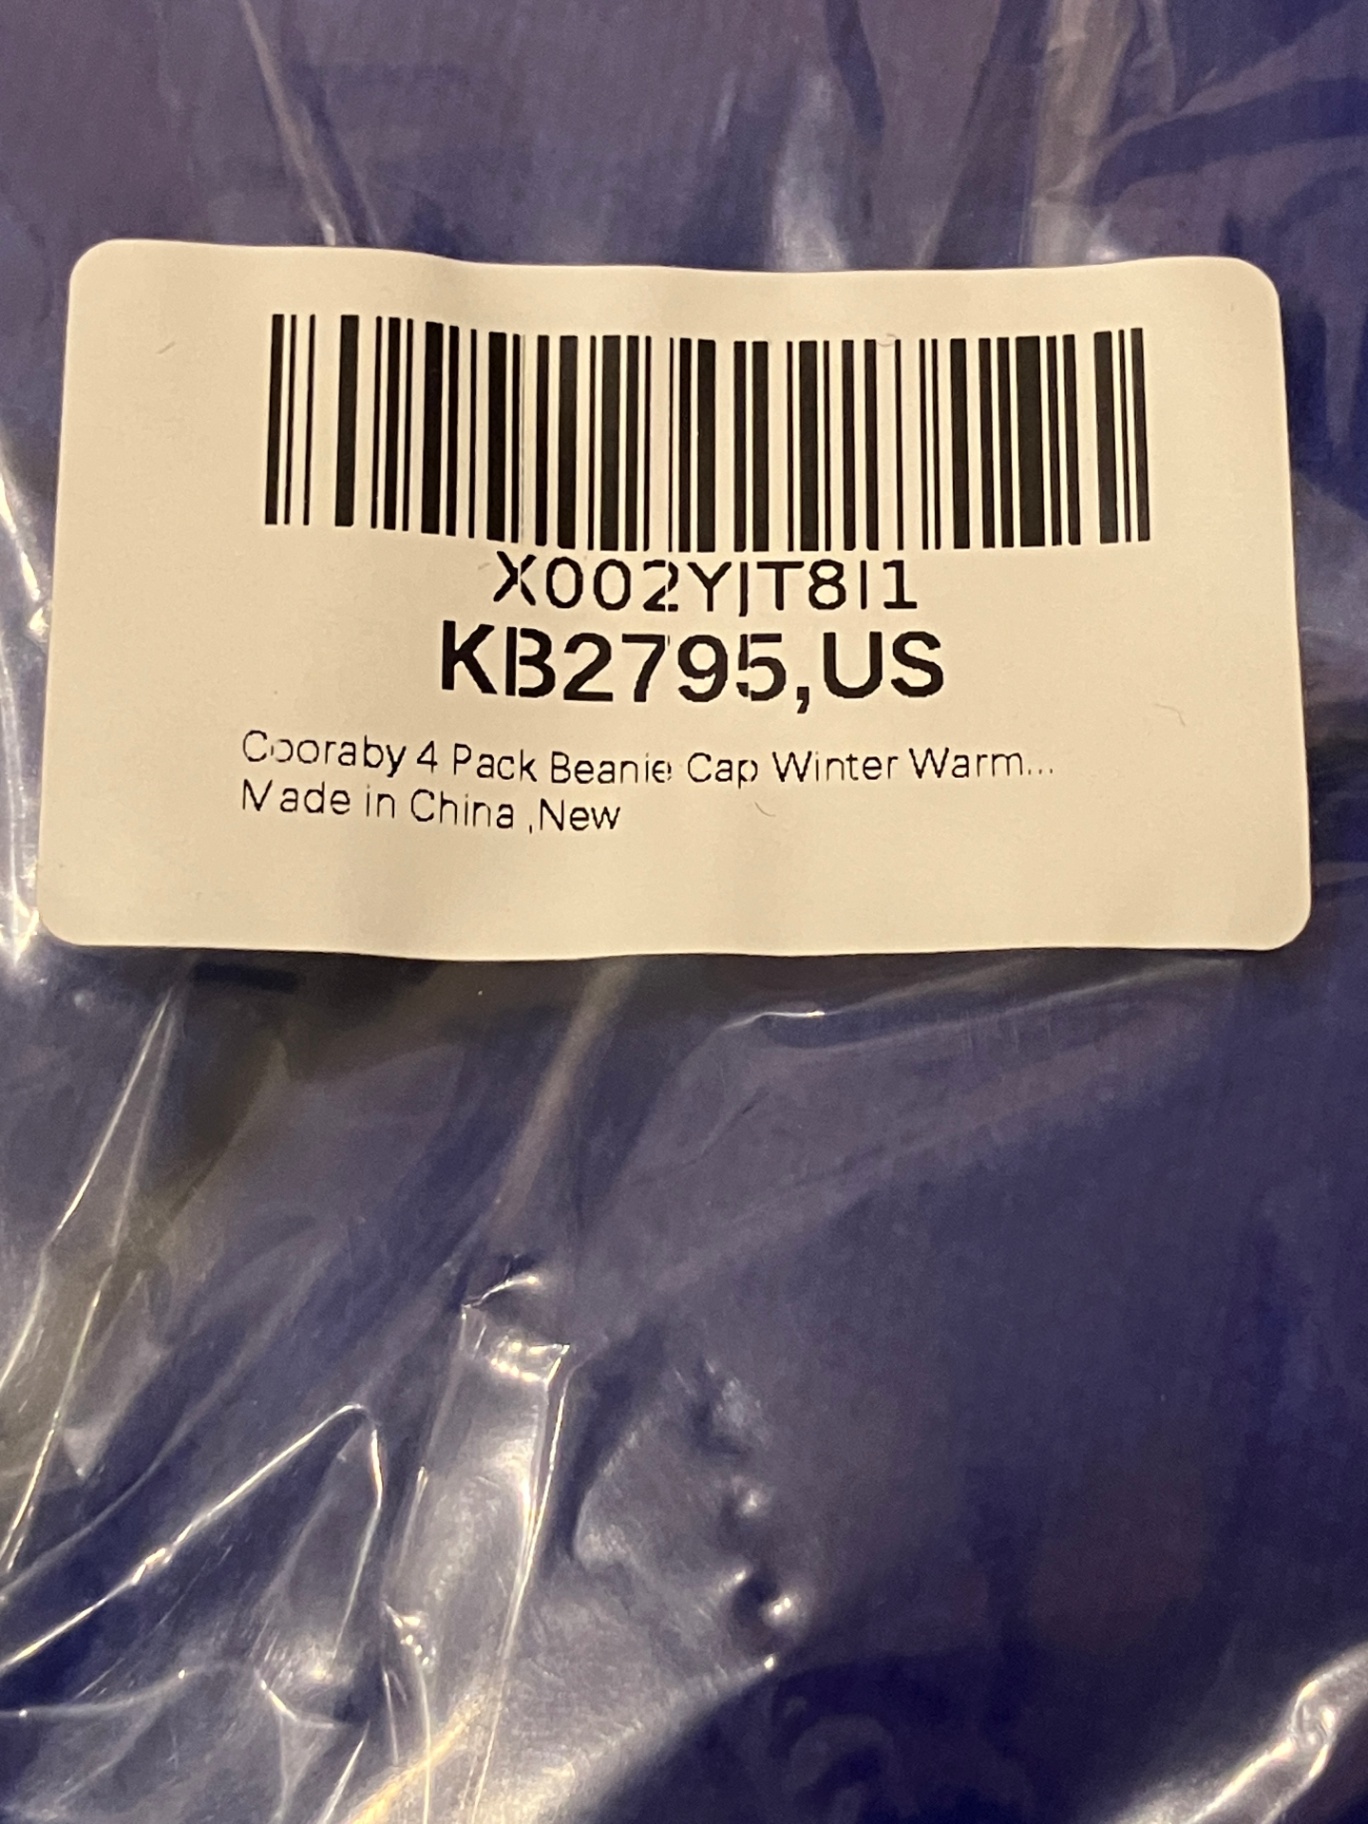 X002YJT8I1
KB2795,US
Cooraby 4 Pack Beanie Cap Winter Warm...
Made in China ,New